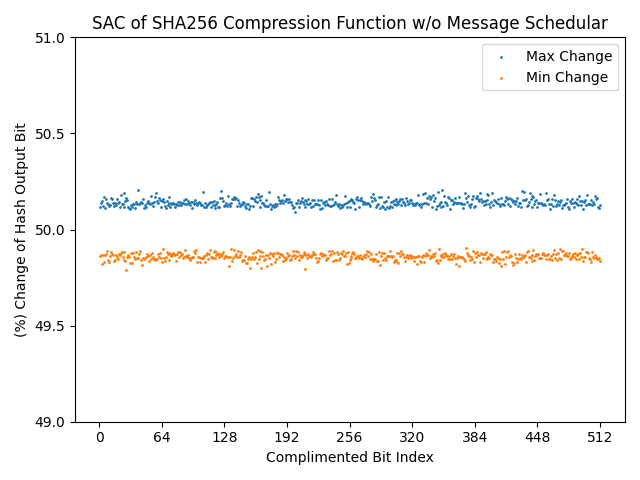 SAC of SHA256 Compression Function w/o Message Schedular
51.0
50.5
50.0
49.5
49.0
(%) Change of Hash Output Bit
Max Change
Min Change
0 64 128 192 256 320 384 448 512
Complimented Bit Index